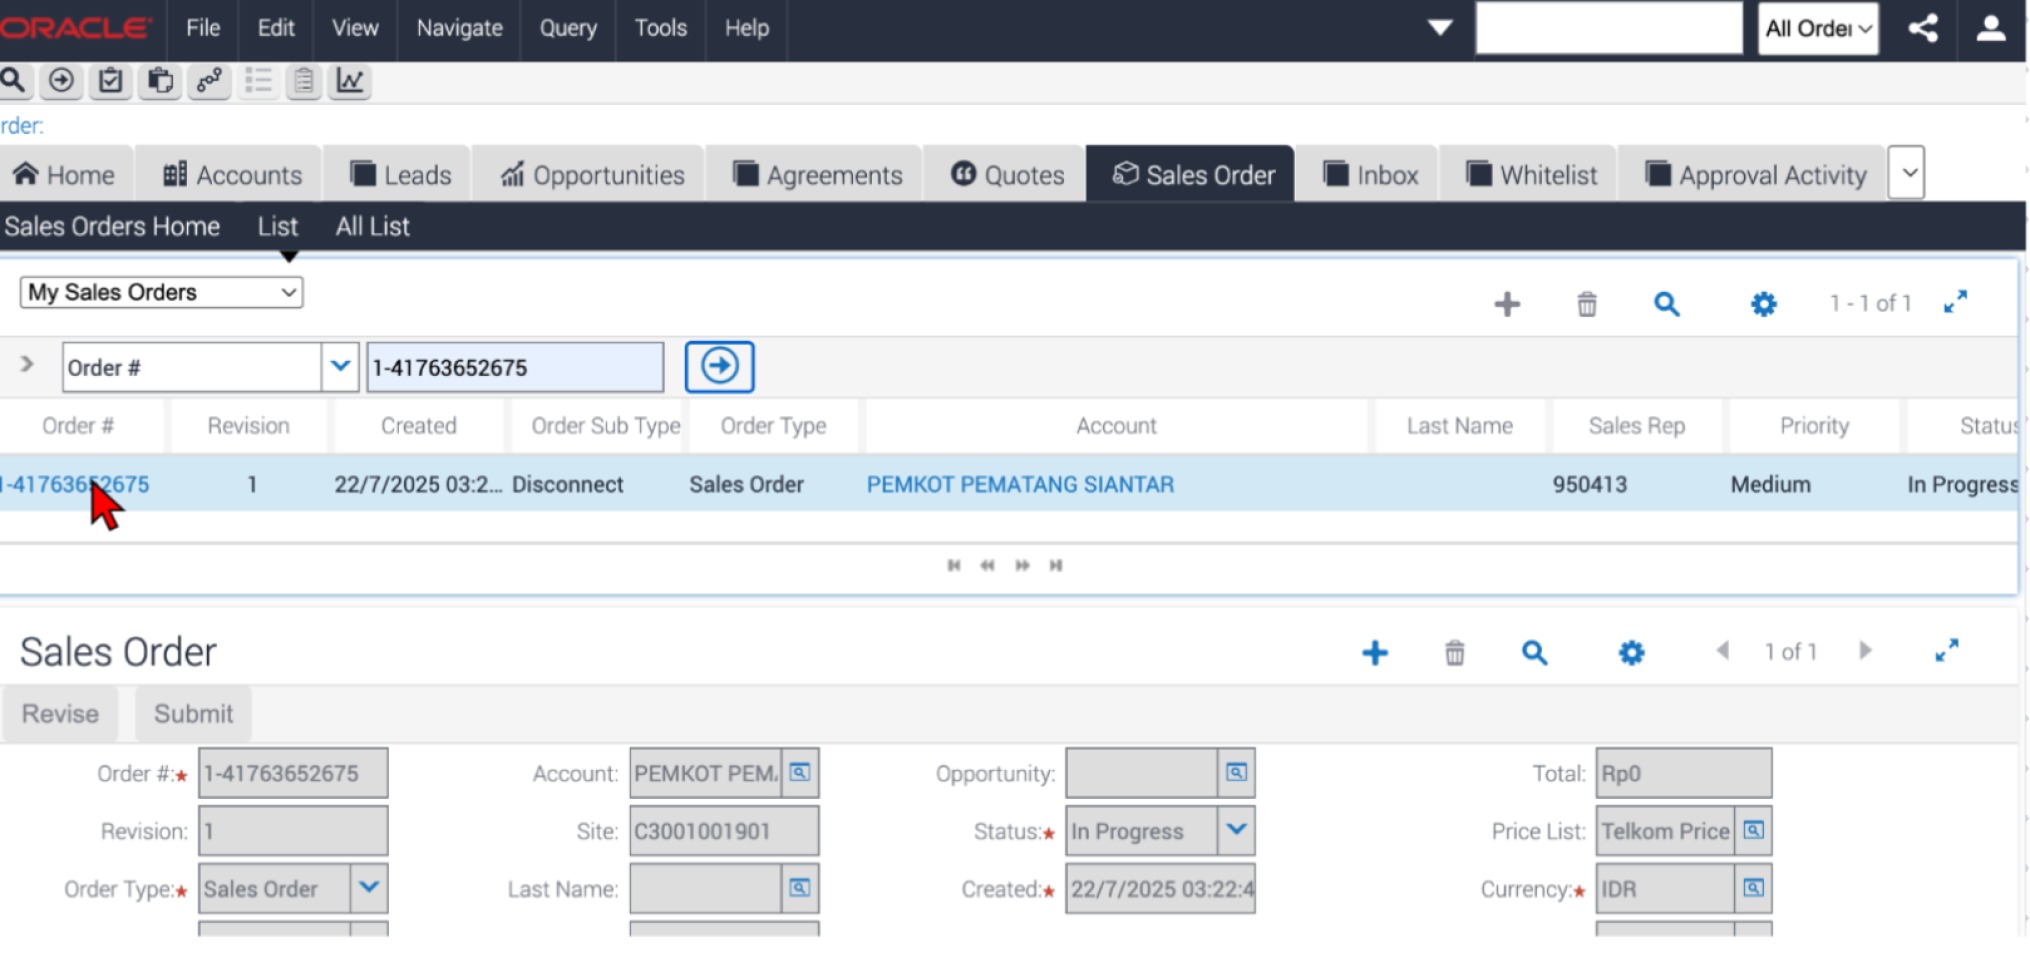 ORACLE File Edit View Navigate Query Tools Help All Order
rder:
Home Accounts Leads Opportunities Agreements Quotes Sales Order Inbox Whitelist Approval Activity
Sales Orders Home List All List
My Sales Orders 1 - 1 of 1
Order # 1-41763652675
Order # Revision Created Order Sub Type Order Type Account Last Name Sales Rep Priority Status
1-41763652675 1 22/7/2025 03:2... Disconnect Sales Order PEMKOT PEMATANG SIANTAR 950413 Medium In Progress
Sales Order 1 of 1
Revise Submit
Order #:* 1-41763652675 Account: PEMKOT PEM Opportunity: Total: Rp0
Revision: 1 Site: C3001001901 Status:* In Progress Price List: Telkom Price
Order Type:* Sales Order Last Name: Created:* 22/7/2025 03:22:4 Currency:* IDR